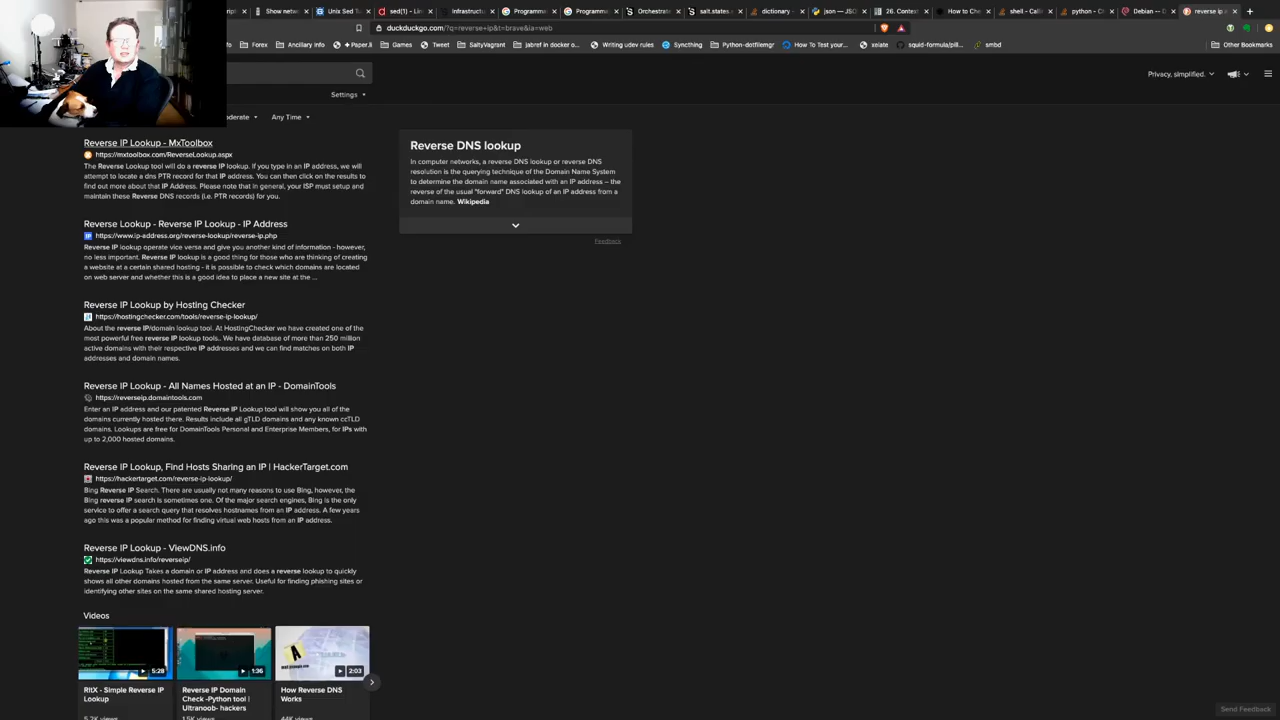 Show netw
Unix Sed Tu
sed(1) - Linu
infrastructu
Programmer
Programma
Orchestrate
salt.states.a
dictionary -
json — JSO
26. Context
How to Che
shell - Calli
python - Ch
Debian -- D
reverse ip a
duckduckgo.com/?q=reverse+ip&t=brave&ia=web
Forex
Ancillary info
+ Paper.li
Games
Tweet
SaltyVagrant
jabref in docker o...
Writing udev rules
Syncthing
Python-dotfilemgr
How To Test your...
xelate
squid-formula/pill...
smbd
Other Bookmarks
Privacy, simplified.
Settings
oderate
Any Time
Reverse IP Lookup - MxToolbox
https://mxtoolbox.com/ReverseLookup.aspx
The Reverse Lookup tool will do a reverse IP lookup. If you type in an IP address, we will
attempt to locate a dns PTR record for that IP address. You can then click on the results to
find out more about that IP Address. Please note that in general, your ISP must setup and
maintain these Reverse DNS records (i.e. PTR records) for you.
Reverse Lookup - Reverse IP Lookup - IP Address
https://www.ip-address.org/reverse-lookup/reverse-ip.php
Reverse IP lookup operate vice versa and give you another kind of information - however,
no less important. Reverse IP lookup is a good thing for those who are thinking of creating
a website at a certain shared hosting - it is possible to check which domains are located
on web server and whether this is a good idea to place a new site at the ...
Reverse IP Lookup by Hosting Checker
https://hostingchecker.com/tools/reverse-ip-lookup/
About the reverse IP/domain lookup tool. At HostingChecker we have created one of the
most powerful free reverse IP lookup tools.. We have database of more than 250 million
active domains with their respective IP addresses and we can find matches on both IP
addresses and domain names.
Reverse IP Lookup - All Names Hosted at an IP - DomainTools
https://reverseip.domaintools.com
Enter an IP address and our patented Reverse IP Lookup tool will show you all of the
domains currently hosted there. Results include all gTLD domains and any known ccTLD
domains. Lookups are free for DomainTools Personal and Enterprise Members, for IPs with
up to 2,000 hosted domains.
Reverse IP Lookup, Find Hosts Sharing an IP | HackerTarget.com
https://hackertarget.com/reverse-ip-lookup/
Bing Reverse IP Search. There are usually not many reasons to use Bing, however, the
Bing reverse IP search is sometimes one. Of the major search engines, Bing is the only
service to offer a search query that resolves hostnames from an IP address. A few years
ago this was a popular method for finding virtual web hosts from an IP address.
Reverse IP Lookup - ViewDNS.info
https://viewdns.info/reverseip/
Reverse IP Lookup Takes a domain or IP address and does a reverse lookup to quickly
shows all other domains hosted from the same server. Useful for finding phishing sites or
identifying other sites on the same shared hosting server.
Videos
5:28
1:36
2:03
RitX - Simple Reverse IP
Lookup
5.2K views
Reverse IP Domain
Check -Python tool |
Ultranoob- hackers
1.5K views
How Reverse DNS
Works
44K views
Reverse DNS lookup
In computer networks, a reverse DNS lookup or reverse DNS
resolution is the querying technique of the Domain Name System
to determine the domain name associated with an IP address – the
reverse of the usual "forward" DNS lookup of an IP address from a
domain name. Wikipedia
Feedback
Send Feedback